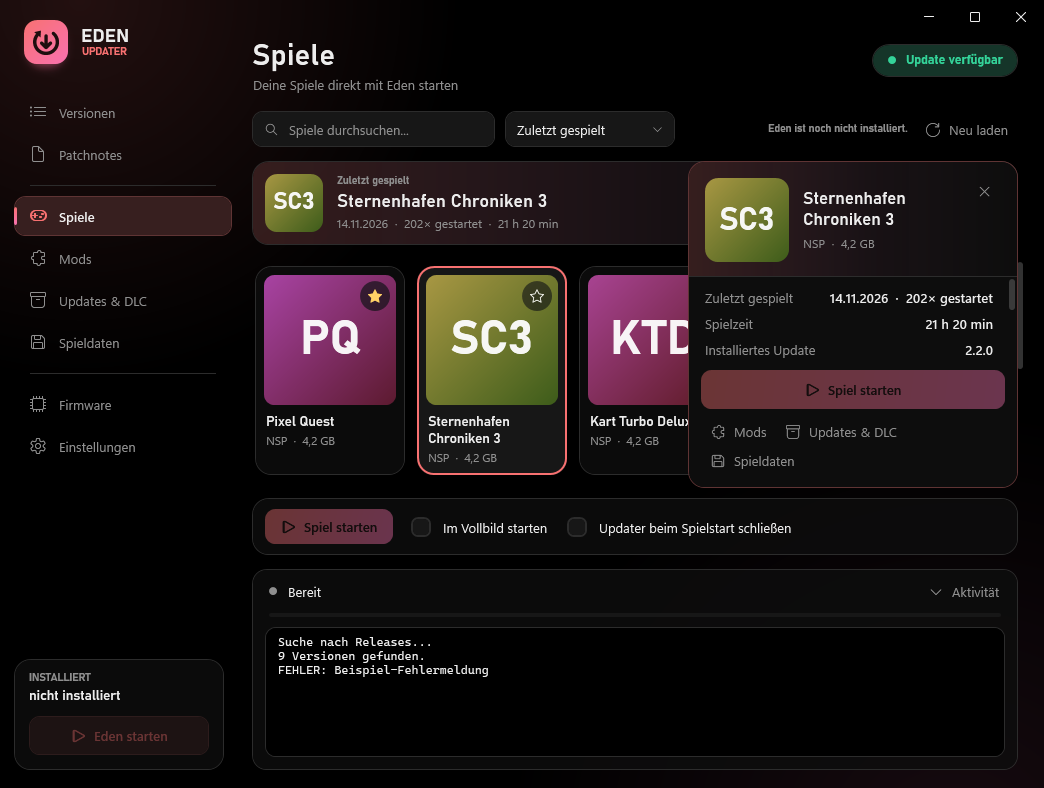 EDEN
UPDATER
Versionen
Patchnotes
Spiele
Mods
Updates & DLC
Spieldaten
Firmware
Einstellungen
INSTALLIERT
nicht installiert
Eden starten
Spiele
Deine Spiele direkt mit Eden starten
Update verfügbar
Spiele durchsuchen...
Zuletzt gespielt
Eden ist noch nicht installiert.
Neu laden
SC3
Zuletzt gespielt
Sternenhafen Chroniken 3
14.11.2026 · 202× gestartet · 21 h 20 min
PQ
Pixel Quest
NSP · 4,2 GB
SC3
Sternenhafen
Chroniken 3
NSP · 4,2 GB
KTD
Kart Turbo Delux
NSP · 4,2 GB
SC3
Sternenhafen
Chroniken 3
NSP · 4,2 GB
Zuletzt gespielt 14.11.2026 · 202× gestartet
Spielzeit 21 h 20 min
Installiertes Update 2.2.0
Spiel starten
Mods Updates & DLC
Spieldaten
Spiel starten
Im Vollbild starten
Updater beim Spielstart schließen
Bereit
Aktivität
Suche nach Releases...
9 Versionen gefunden.
FEHLER: Beispiel-Fehlermeldung